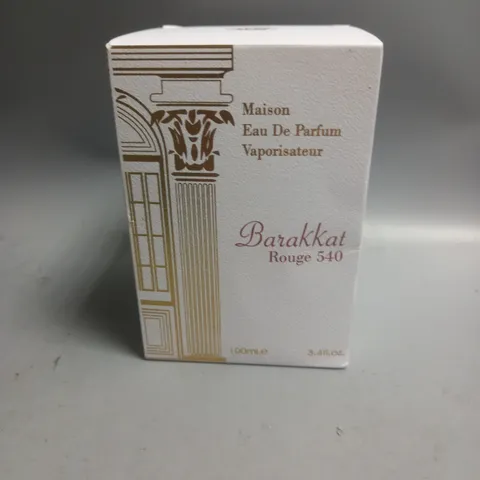 Maison
Eau De Parfum
Vaporisateur
Barakkat
Rouge 540
100ml e 3.4fl.oz.